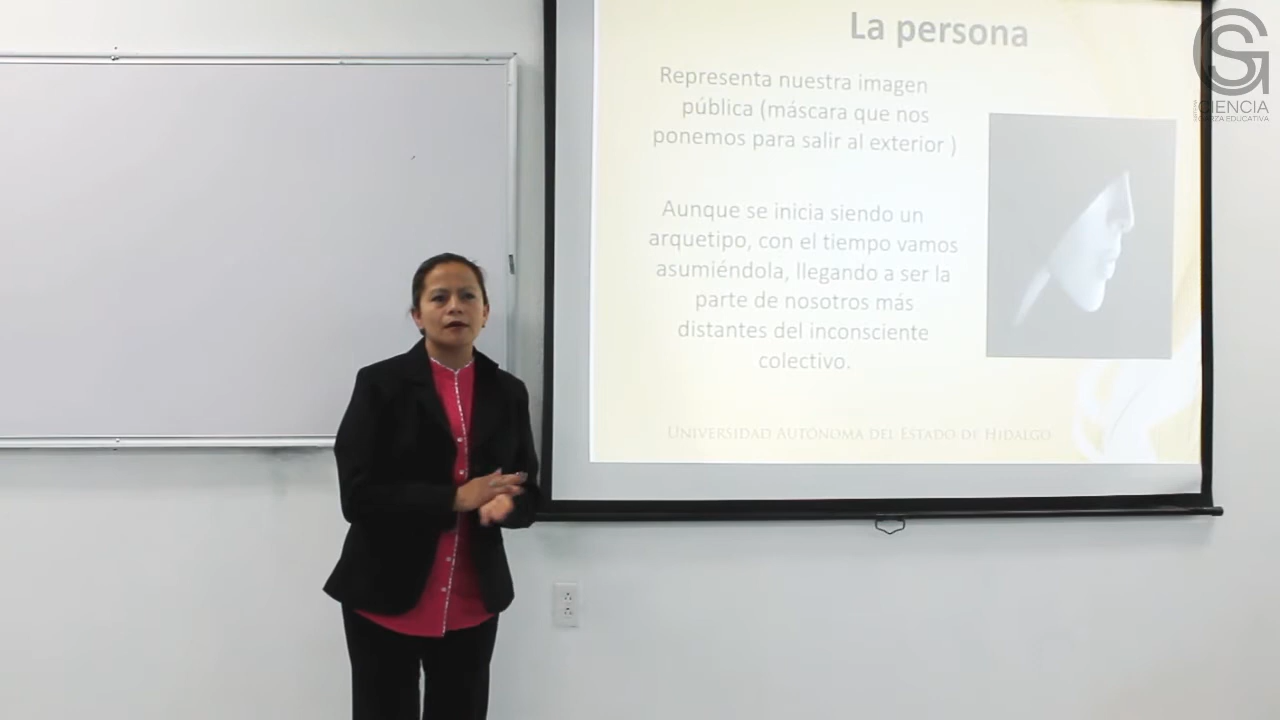 La persona
Representa nuestra imagen
pública (máscara que nos
ponemos para salir al exterior )
Aunque se inicia siendo un
arquetipo, con el tiempo vamos
asumiéndola, llegando a ser la
parte de nosotros más
distantes del inconsciente
colectivo.
UNIVERSIDAD AUTÓNOMA DEL ESTADO DE HIDALGO
CIENCIA